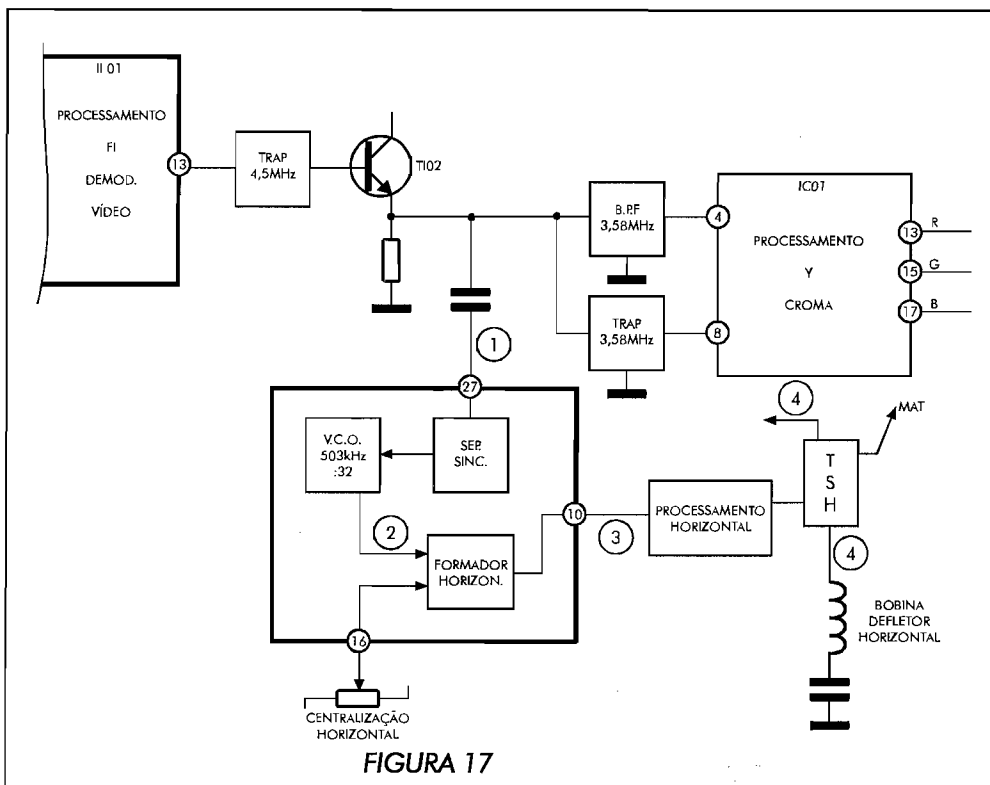 II 01
PROCESSAMENTO
FI
DEMOD.
VÍDEO
13
TRAP
4,5MHz
TI02
B.P.F
3,58MHz
TRAP
3,58MHz
4
8
IC01
PROCESSAMENTO
Y
CROMA
13
R
15
G
17
B
1
27
V.C.O.
503kHz
:32
SEP.
SINC.
2
FORMADOR
HORIZON.
10
3
16
CENTRALIZAÇÃO
HORIZONTAL
PROCESSAMENTO
HORIZONTAL
4
MAT
T
S
H
4
BOBINA
DEFLETOR
HORIZONTAL
FIGURA 17